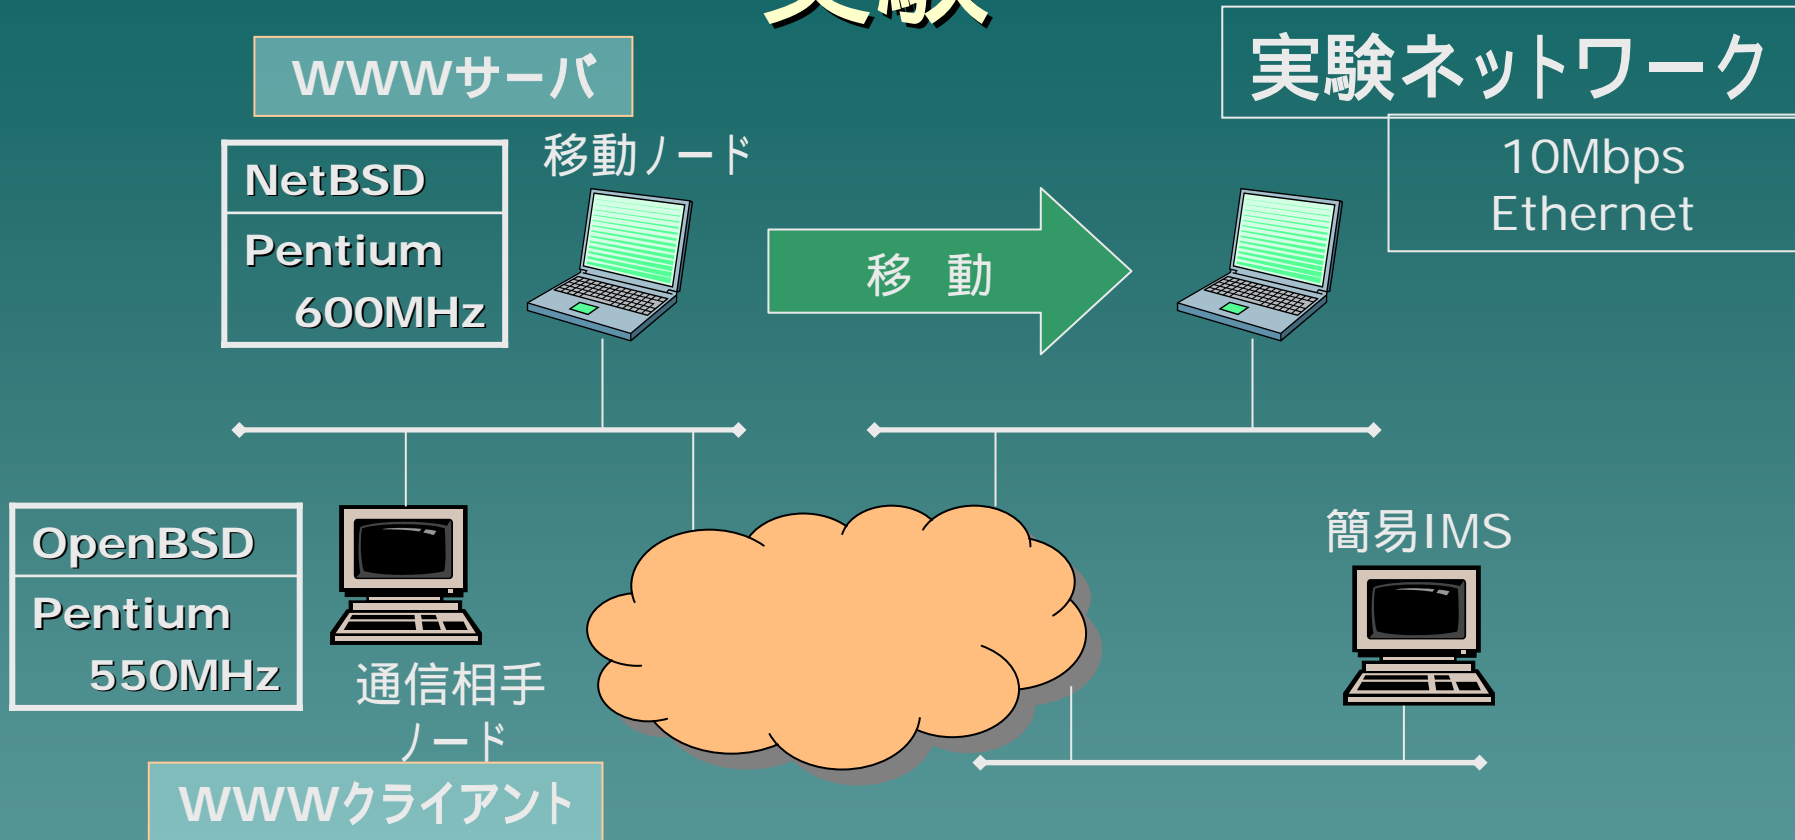 実験
WWWサーバ
実験ネットワーク
10Mbps
Ethernet
移動ノード
NetBSD
Pentium
600MHz
移 動
OpenBSD
Pentium
550MHz
通信相手
ノード
WWWクライアント
簡易IMS